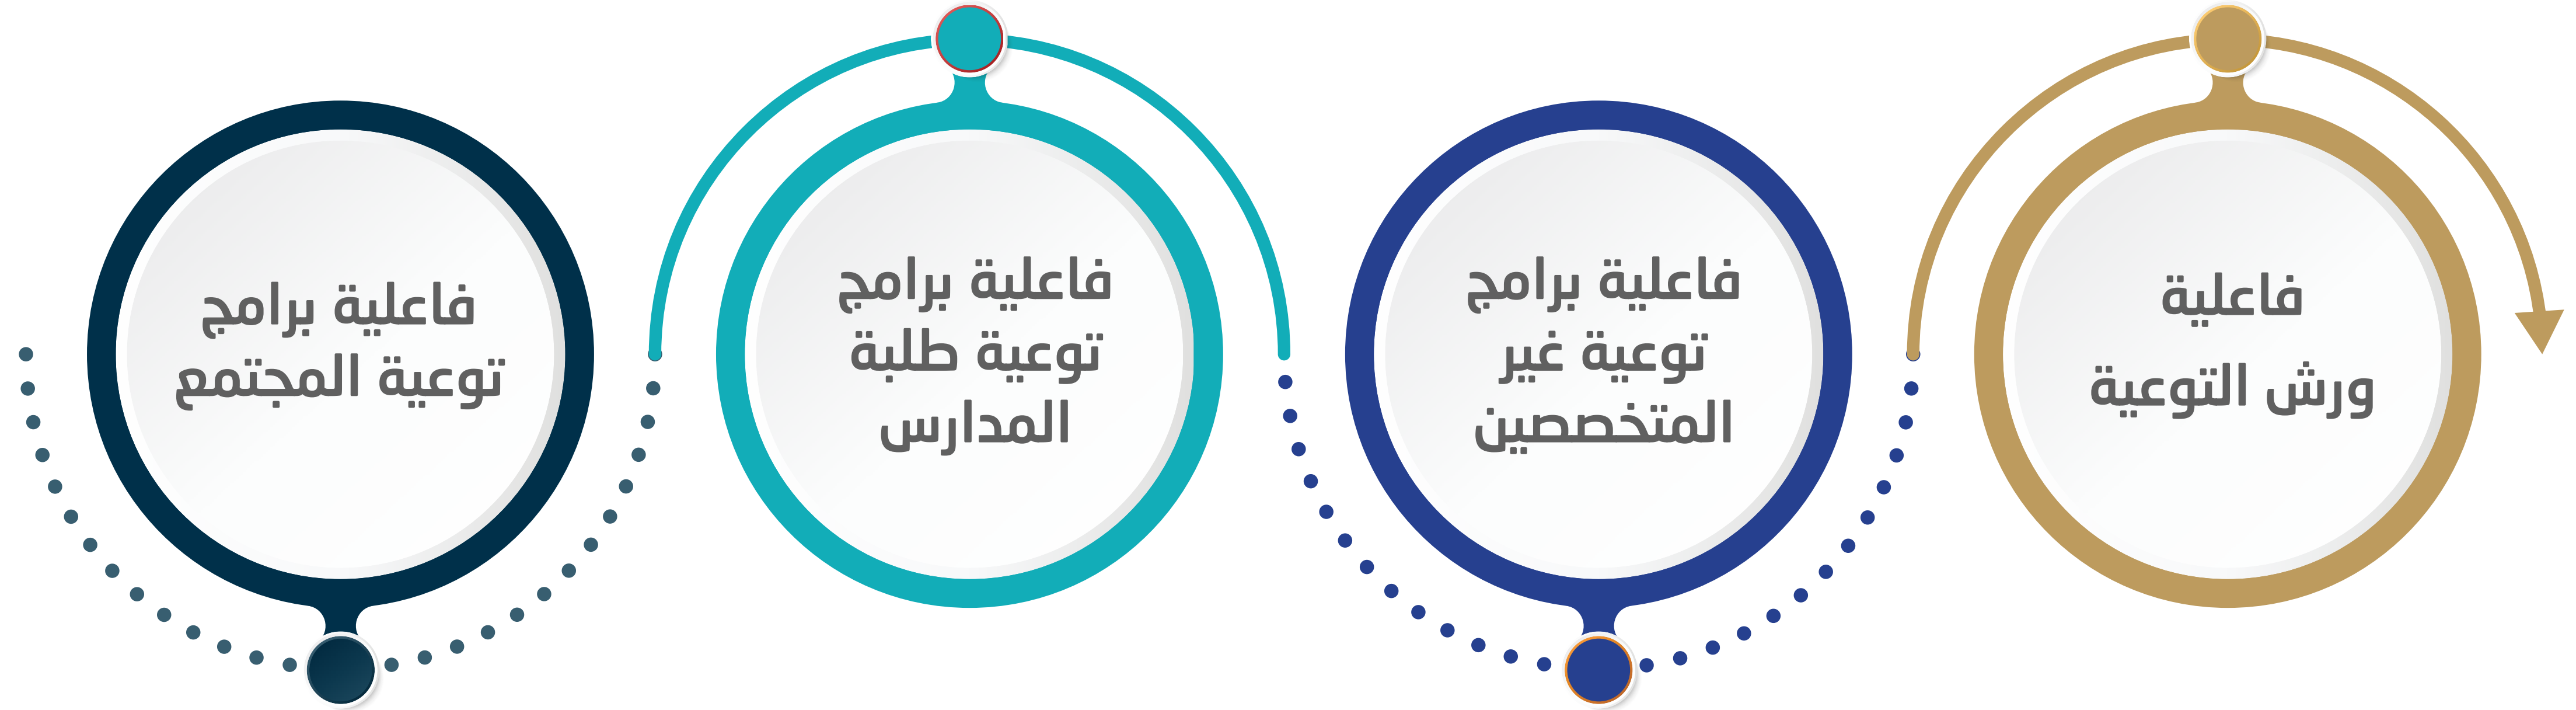 فاعلية
ورش التوعية
فاعلية برامج
توعية غير
المتخصصين
فاعلية برامج
توعية طلبة
المدارس
فاعلية برامج
توعية المجتمع